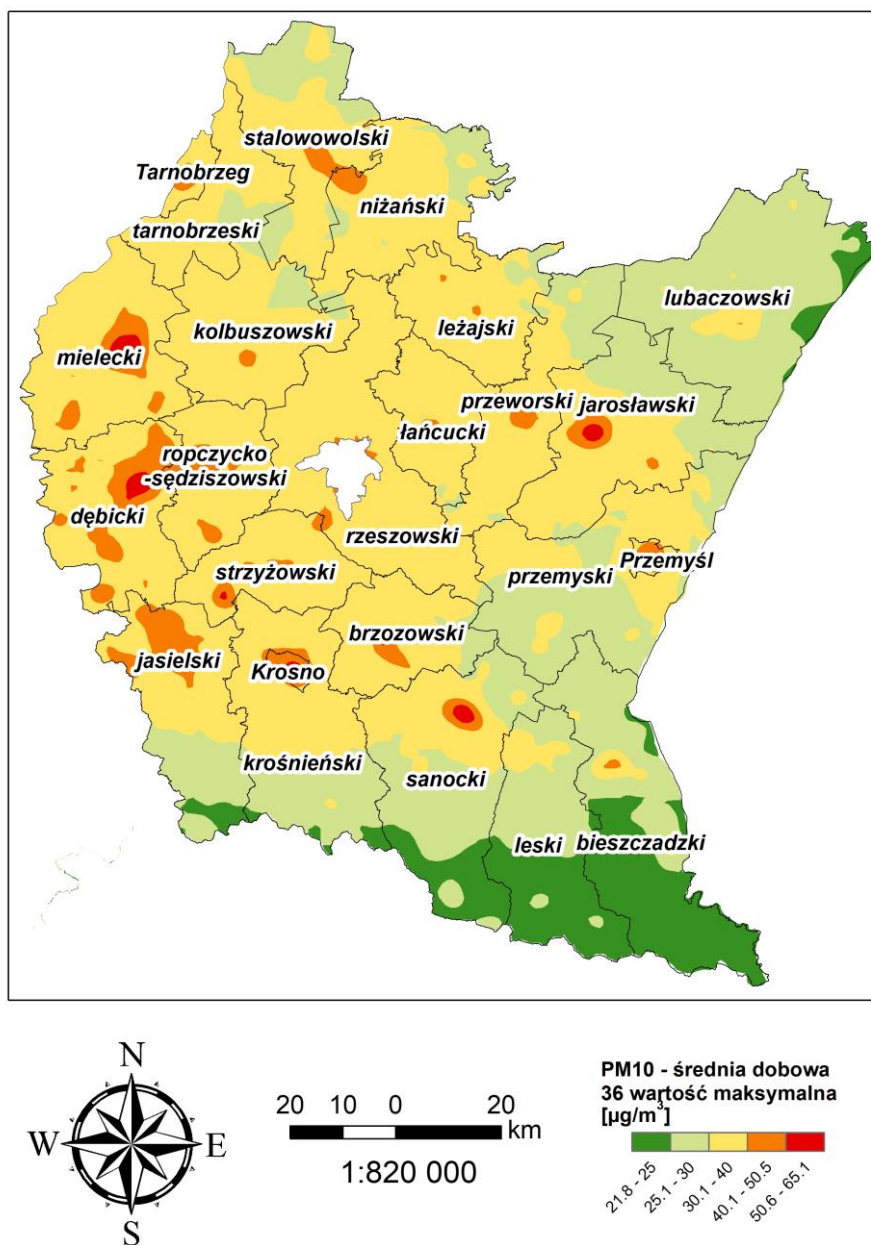 stalowowolski
Tarnobrzeg
niżański
tarnobrzeski
lubaczowski
kolbuszowski
leżajski
mielecki
przeworski
jarosławski
łańcucki
ropczycko
-sędziszowski
dębicki
rzeszowski
Przemyśl
strzyżowski
przemyski
brzozowski
jasielski
Krosno
krośnieński
sanocki
leski
bieszczadzki
N
W
E
S
20 10 0 20
km
1:820 000
PM10 - średnia dobowa
36 wartość maksymalna
[µg/m³]
21.8 - 25
25.1 - 30
30.1 - 40
40.1 - 50.5
50.6 - 65.1